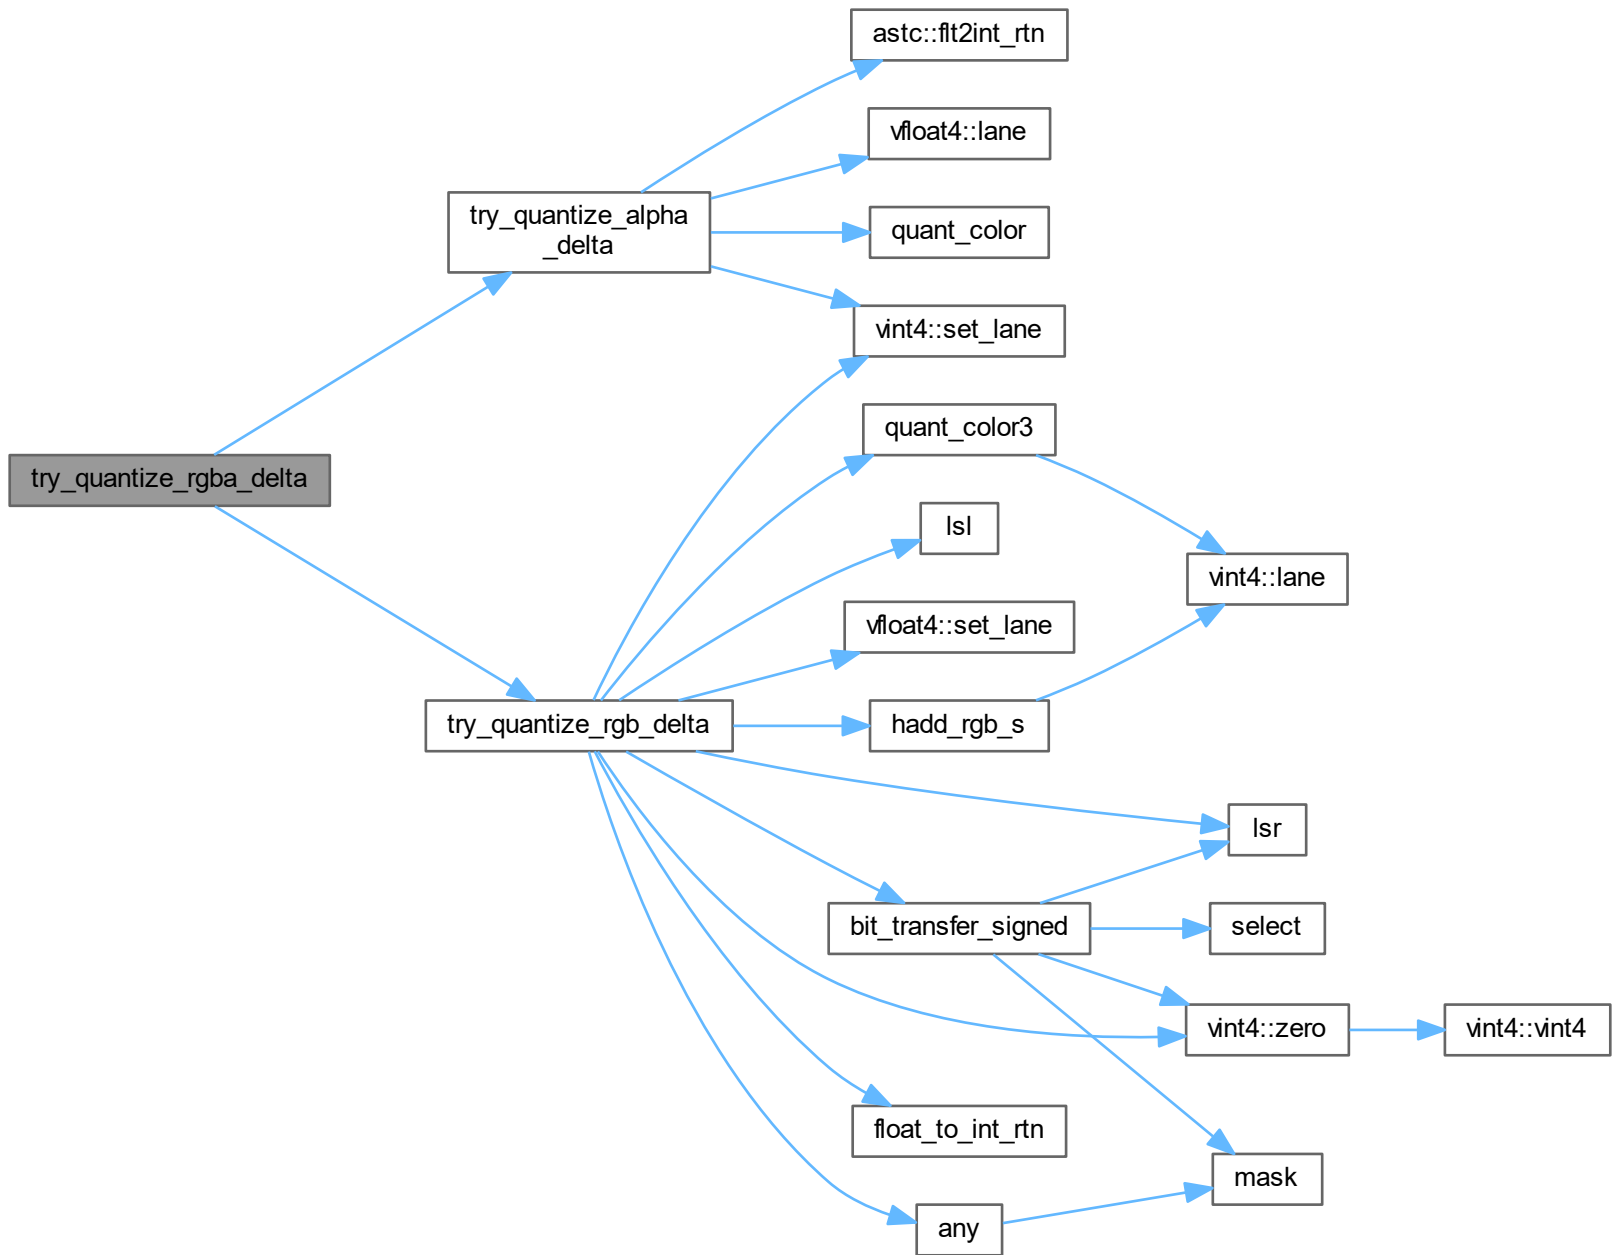 astc::flt2int_rtn
vfloat4::lane
try_quantize_alpha
_delta
quant_color
vint4::set_lane
quant_color3
try_quantize_rgba_delta
lsl
vint4::lane
vfloat4::set_lane
try_quantize_rgb_delta
hadd_rgb_s
lsr
bit_transfer_signed
select
vint4::zero
vint4::vint4
float_to_int_rtn
mask
any